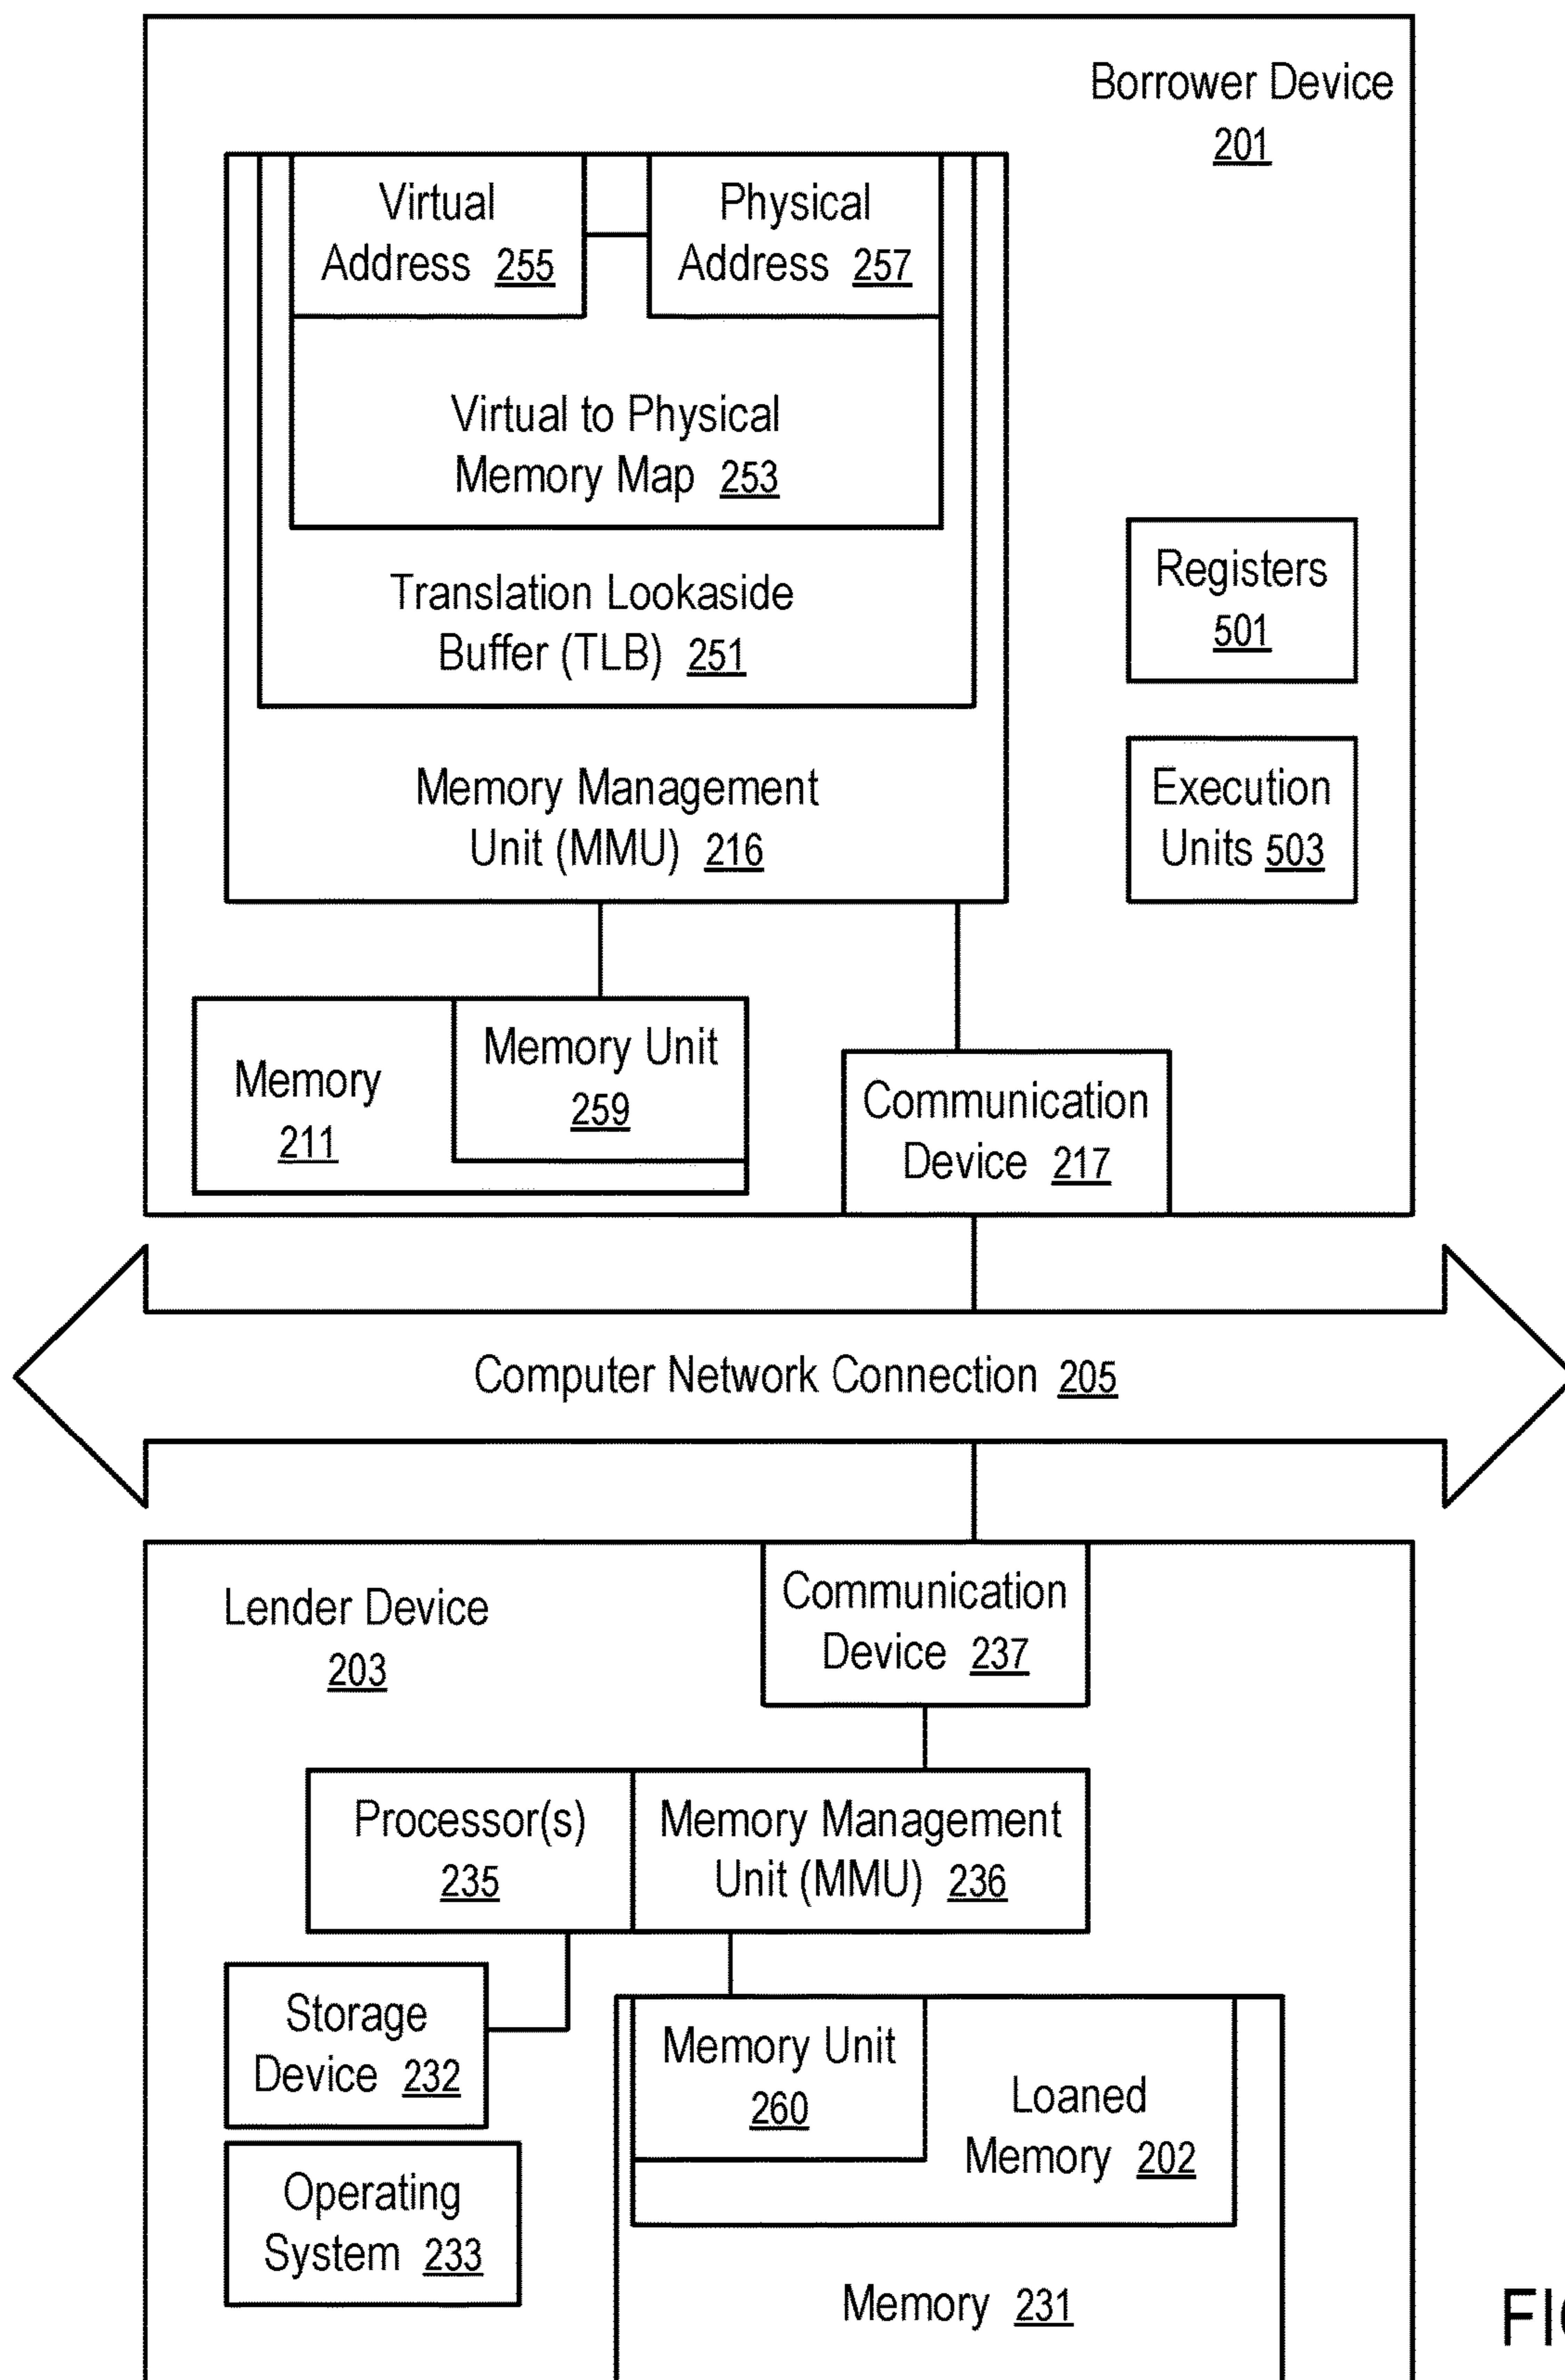 Borrower Device
201
Virtual
Address 255
Physical
Address 257
Virtual to Physical
Memory Map 253
Translation Lookaside
Buffer (TLB) 251
Registers
501
Memory Management
Unit (MMU) 216
Execution
Units 503
Memory
211
Memory Unit
259
Communication
Device 217
Computer Network Connection 205
Lender Device
203
Communication
Device 237
Processor(s)
235
Memory Management
Unit (MMU) 236
Storage
Device 232
Memory Unit
260
Loaned
Memory 202
Operating
System 233
Memory 231